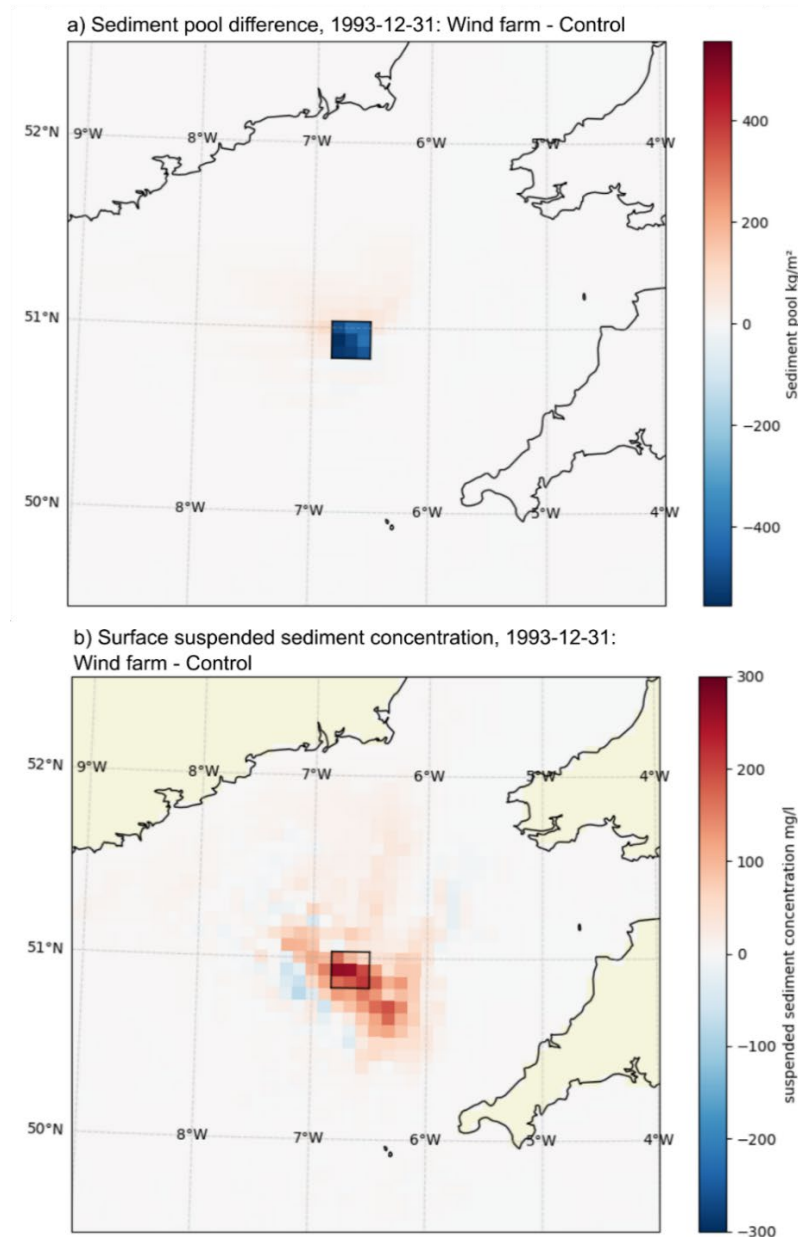 a) Sediment pool difference, 1993-12-31: Wind farm - Control
52°N
9°W
8°W
7°W
6°W
5°W
4°W
51°N
50°N
8°W
7°W
6°W
5°W
4°W
400
200
0
−200
−400
Sediment pool kg/m²
b) Surface suspended sediment concentration, 1993-12-31:
Wind farm - Control
52°N
9°W
8°W
7°W
6°W
5°W
4°W
51°N
50°N
8°W
7°W
6°W
5°W
4°W
300
200
100
0
−100
−200
−300
suspended sediment concentration mg/l